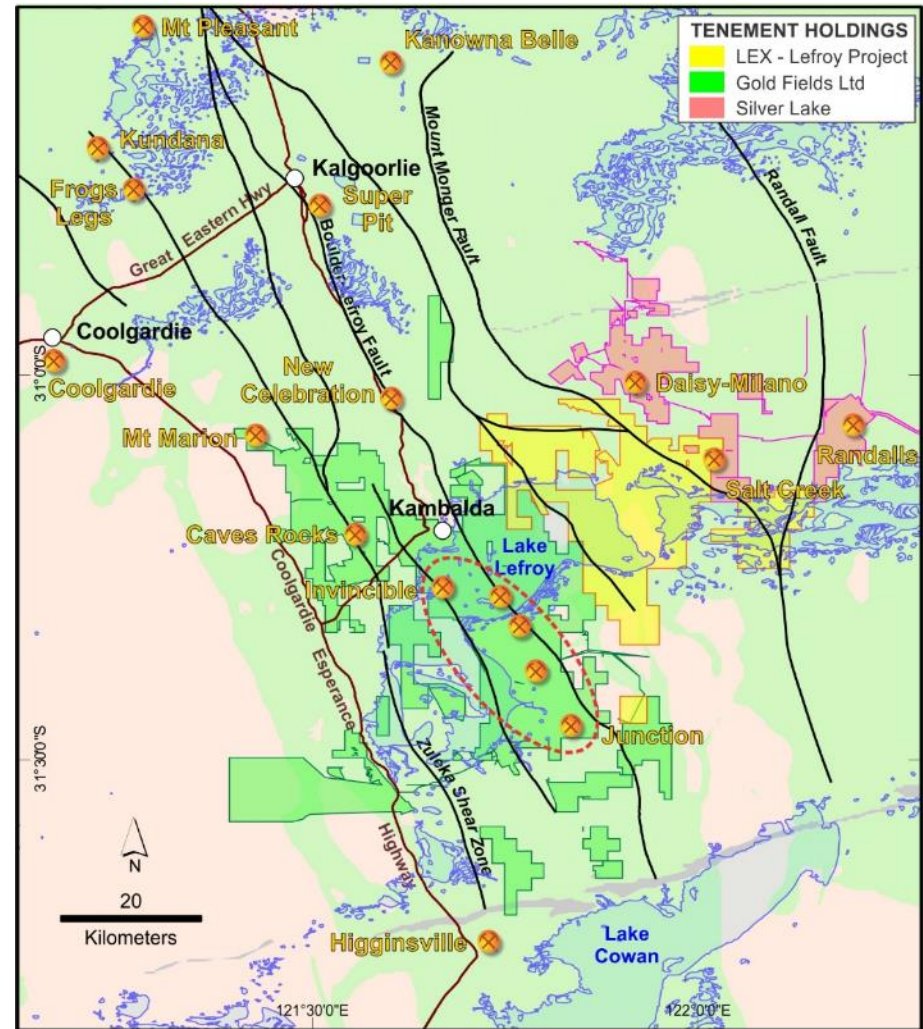 TENEMENT HOLDINGS
LEX - Lefroy Project
Gold Fields Ltd
Silver Lake
Mt Pleasant
Kanowna Belle
Kundana
Kalgoorlie
Frogs
Legs
Super
Pit
Great Eastern Hwy
Mount Monger Fault
Randall Fault
Boulder-Lefroy Fault
Coolgardie
Coolgardie
31°0'0"S
New
Celebration
Daisy-Milano
Mt Marion
Randalls
Salt Creek
Kambalda
Caves Rocks
Lake
Lefroy
Invincible
Coolgardie Esperance Highway
Junction
31°30'0"S
Zuleka Shear Zone
N
20
Kilometers
Higginsville
Lake
Cowan
121°30'0"E
122°0'0"E